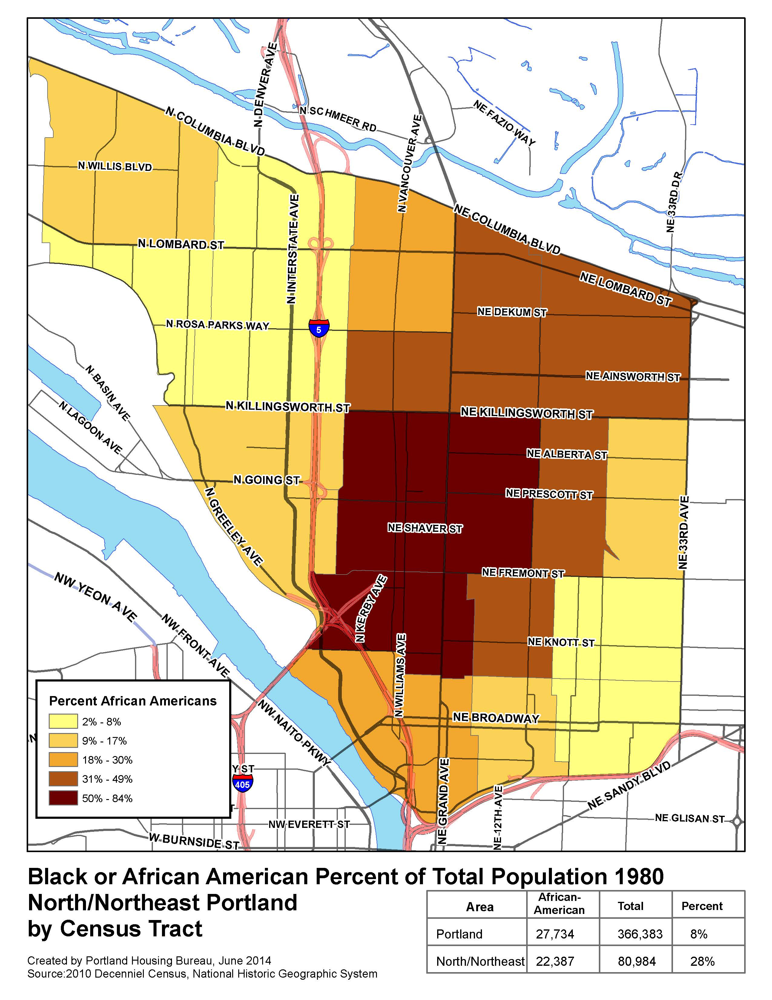 N DENVER AVE
N SCHMEER RD
NE FAZIO WAY
N COLUMBIA BLVD
N VANCOUVER AVE
N WILLIS BLVD
NE 33RD DR
N INTERSTATE AVE
NE COLUMBIA BLVD
N LOMBARD ST
NE LOMBARD ST
NE DEKUM ST
N ROSA PARKS WAY
5
N BASIN AVE
NE AINSWORTH ST
N LAGOON AVE
N KILLINGSWORTH ST
NE KILLINGSWORTH ST
NE ALBERTA ST
N GOING ST
NE PRESCOTT ST
N GREELEY AVE
NE SHAVER ST
NE 33RD AVE
NE FREMONT ST
NW YEON AVE
N KERBY AVE
NW FRONT AVE
NE KNOTT ST
N WILLIAMS AVE
NE BROADWAY
NW NAITO PKWY
N
Y ST
405
NE GRAND AVE
NE 12TH AVE
NE SANDY BLVD
T
NE GLISAN ST
NW EVERETT ST
W BURNSIDE ST
Percent African Americans
2% - 8%
9% - 17%
18% - 30%
31% - 49%
50% - 84%
Black or African American Percent of Total Population 1980
North/Northeast Portland
by Census Tract
Created by Portland Housing Bureau, June 2014
Source:2010 Decenniel Census, National Historic Geographic System
Area African-American Total Percent
Portland 27,734 366,383 8%
North/Northeast 22,387 80,984 28%